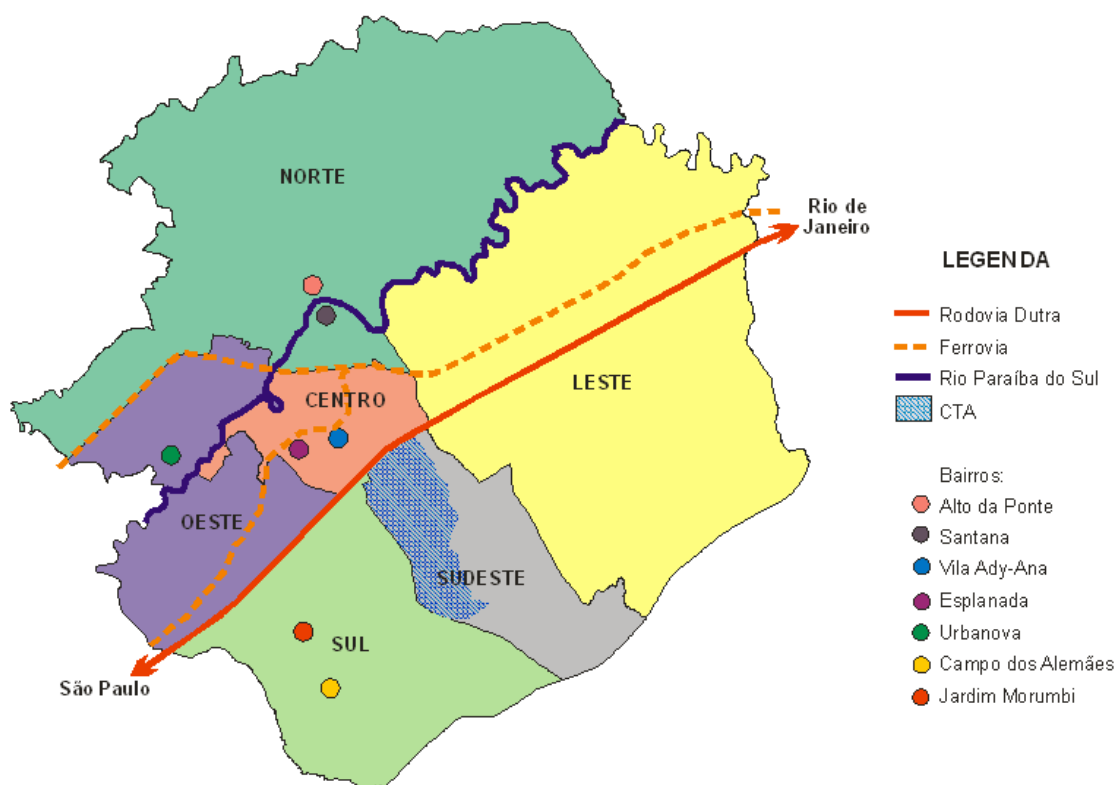 NORTE
Rio de
Janeiro
LEGENDA
Rodovia Dutra
Ferrovia
Rio Paraíba do Sul
CTA
LESTE
CENTRO
Bairros:
Alto da Ponte
Santana
Vila Ady-Ana
Esplanada
Urbanova
Campo dos Alemães
Jardim Morumbi
OESTE
SUDESTE
SUL
São Paulo